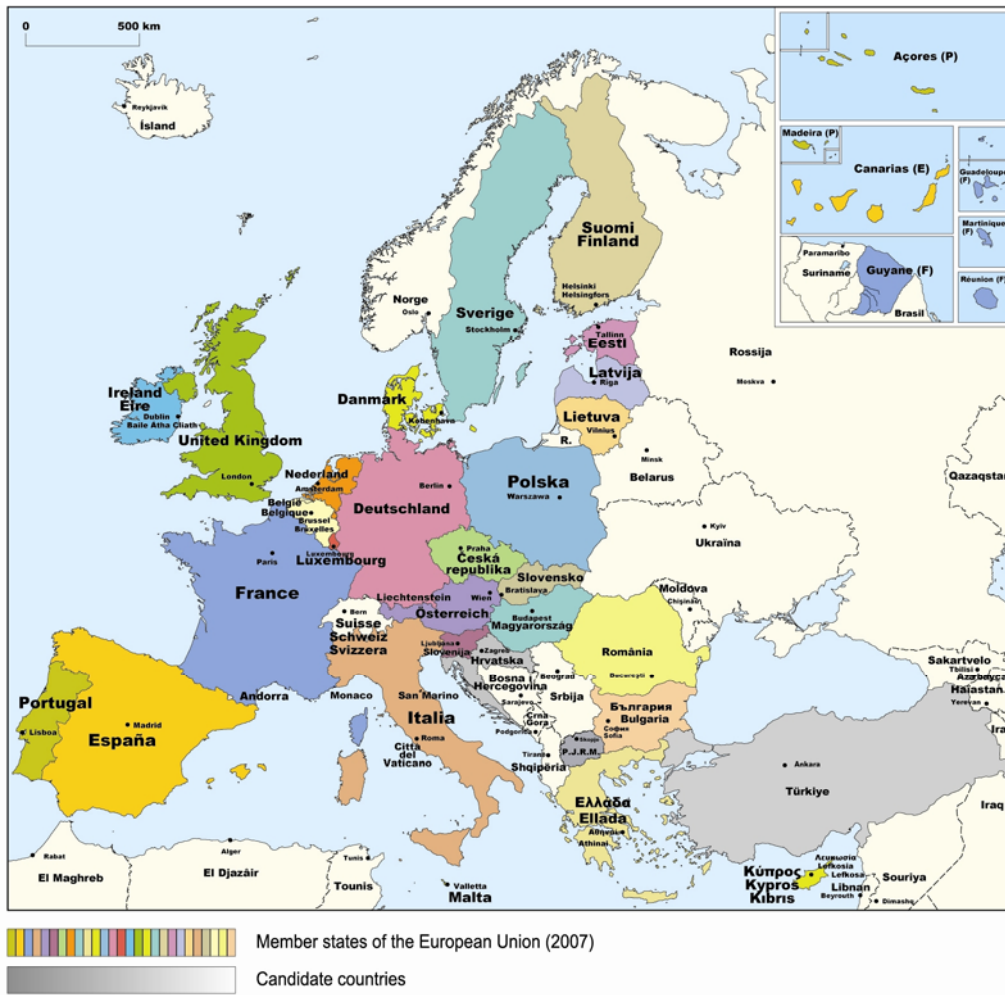 0 500 km
Açores (P)
Madeira (P)
Canarias (E)
Guadeloupe
(F)
Martinique
(F)
Paramaribo
Suriname
Guyane (F)
Réunion (F)
Brasil
Reykjavik
Ísland
Suomi
Finland
Helsinki
Helsingfors
Norge
Oslo
Sverige
Stockholm
Tallinn
Eesti
Rossija
Moskva
Latvija
Riga
Ireland
Éire
Dublin
Baile Átha Cliath
Danmark
København
Lietuva
Vilnius
R.
United Kingdom
London
Minsk
Belarus
Nederland
Amsterdam
Berlin
Polska
Warszawa
Qazaqstan
België
Belgique
Brussel
Bruxelles
Deutschland
Kyiv
Ukraïna
Luxembourg
Luxembourg
Paris
Praha
Česká
republika
Slovensko
Bratislava
France
Liechtenstein
Wien
Österreich
Moldova
Chişinău
Bern
Suisse
Schweiz
Svizzera
Budapest
Magyarország
Ljubljana
Slovenija
Zagreb
Hrvatska
România
Bucureşti
Bosna i
Hercegovina
Sarajevo
Beograd
Srbija
Sakartvelo
Tbilisi
Haïastan
Yerevan
Andorra
Monaco
San Marino
Portugal
Lisboa
Madrid
España
Italia
Roma
Città
del
Vaticano
Crna
Gora
Podgorica
България
Bulgaria
София
Sofia
Skopje
P.J.R.M.
Tirana
Shqipëria
Ankara
Türkiye
Ελλάδα
Ellada
Αθήναι
Athinai
Iraq
Rabat
El Maghreb
Alger
El Djazâir
Tunis
Tounis
Valletta
Malta
Κύπρος
Kypros
Kıbrıs
Λευκωσία
Lefkosia
Lefkosa
Libnan
Beyrouth
Souriya
Dimashq
Member states of the European Union (2007)
Candidate countries